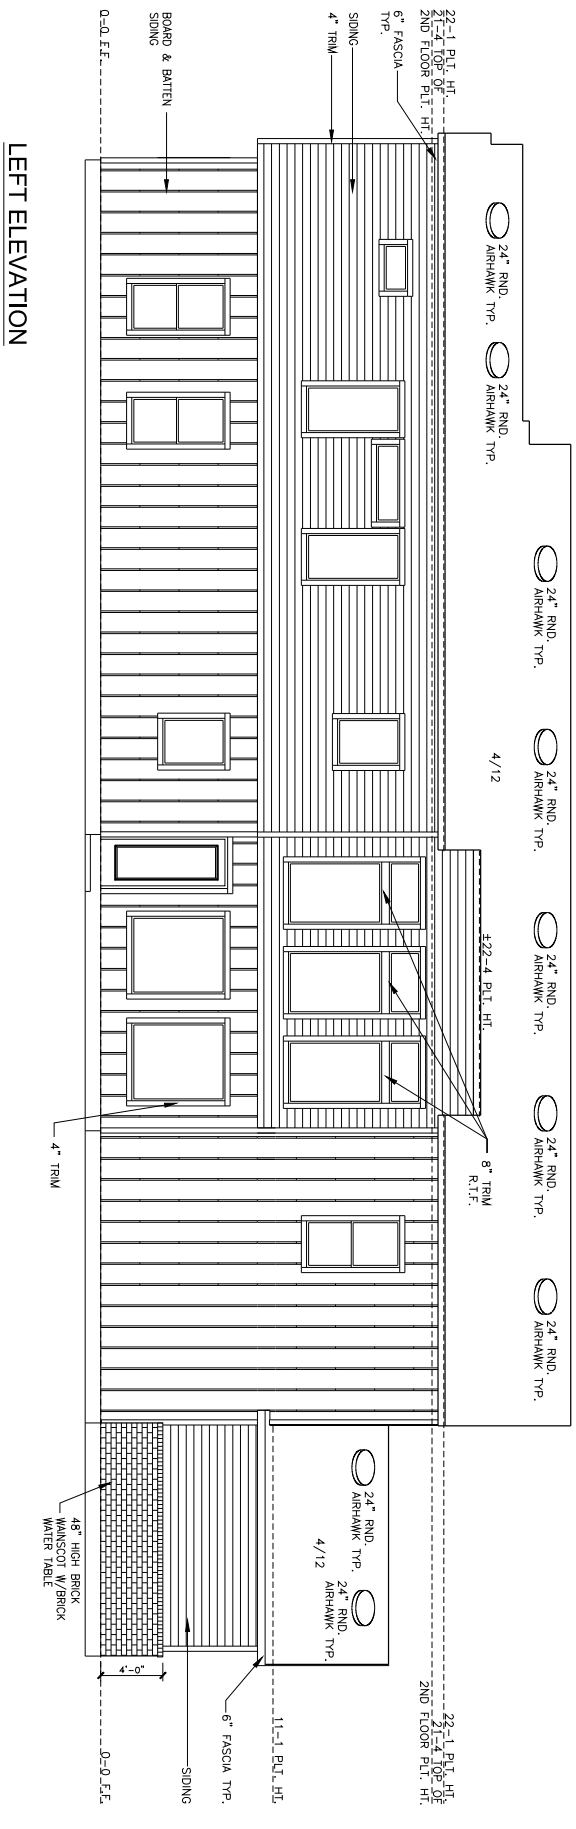 22-1 PLT. HT.
21-4 TOP OF
2ND FLOOR PLT. HT.
6" FASCIA
TYP.
SIDING
4" TRIM
BOARD & BATTEN
SIDING
0-0 F.F.
24" RND.
AIRHAWK TYP.
24" RND.
AIRHAWK TYP.
24" RND.
AIRHAWK TYP.
24" RND.
AIRHAWK TYP.
4/12
24" RND.
AIRHAWK TYP.
±22-4 PLT. HT.
24" RND.
AIRHAWK TYP.
8" TRIM
R.T.F.
4" TRIM
24" RND.
AIRHAWK TYP.
24" RND.
AIRHAWK TYP.
24" RND.
AIRHAWK TYP.
4/12
48" HIGH BRICK
WAINSCOT W/BRICK
WATER TABLE
4'-0"
22-1 PLT. HT.
21-4 TOP OF
2ND FLOOR PLT. HT.
11-1 PLT. HT.
6" FASCIA TYP.
SIDING
0-0 F.F.
LEFT ELEVATION